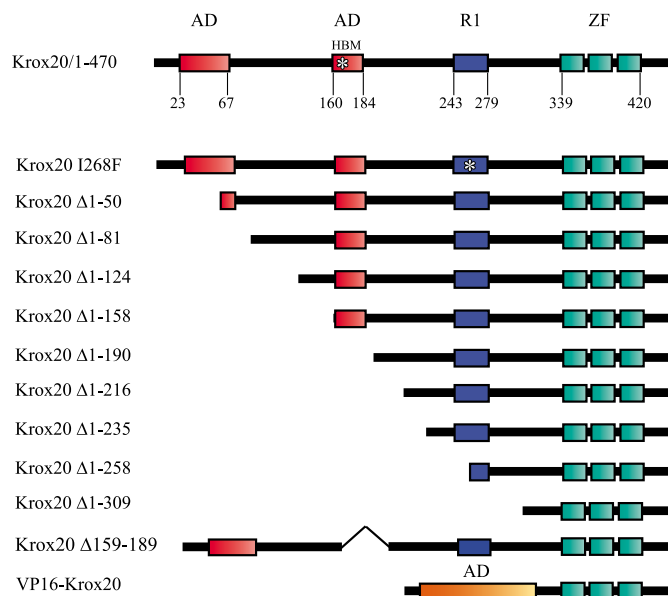 AD AD R1 ZF
HBM
Krox20/1-470 *
23 67 160 184 243 279 339 420
Krox20 I268F *
Krox20 Δ1-50
Krox20 Δ1-81
Krox20 Δ1-124
Krox20 Δ1-158
Krox20 Δ1-190
Krox20 Δ1-216
Krox20 Δ1-235
Krox20 Δ1-258
Krox20 Δ1-309
Krox20 Δ159-189
AD
VP16-Krox20